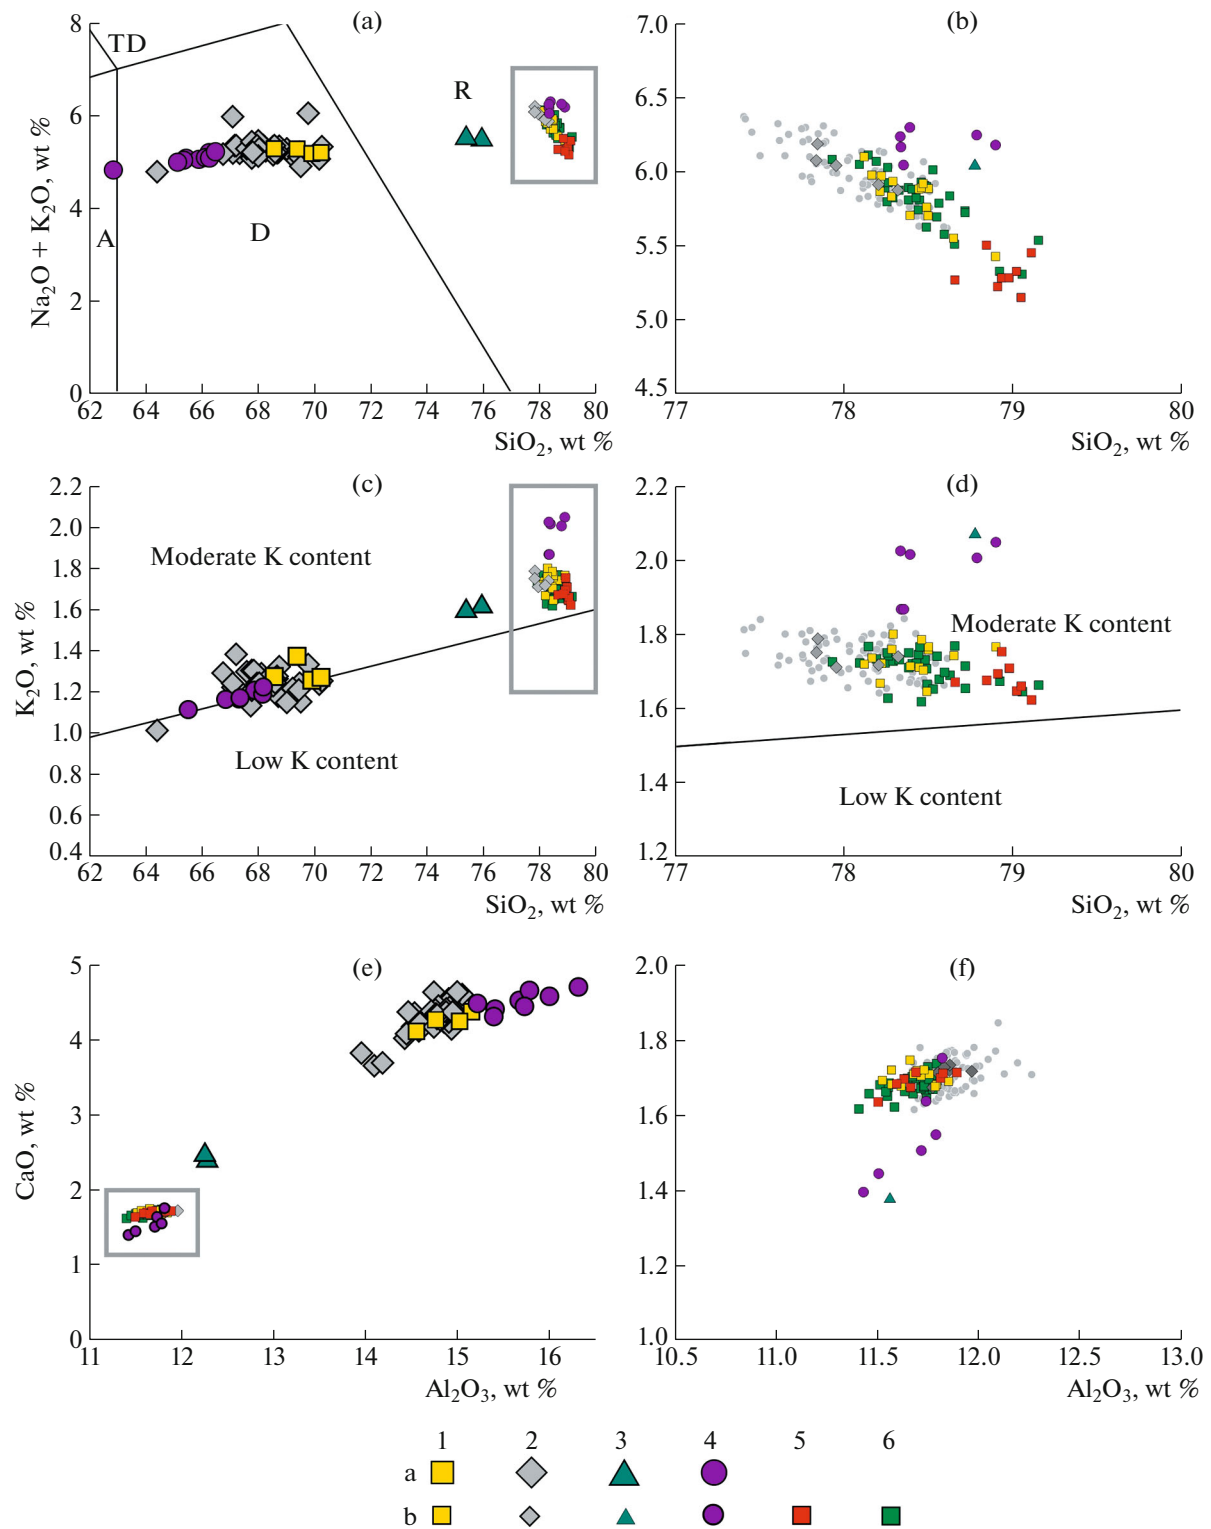 (a)
8
6
4
2
0
TD
R
A
D
62 64 66 68 70 72 74 76 78 80
SiO₂, wt %
Na₂O + K₂O, wt %
(b)
7.0
6.5
6.0
5.5
5.0
4.5
77 78 79 80
SiO₂, wt %
(c)
2.2
2.0
1.8
1.6
1.4
1.2
1.0
0.8
0.6
0.4
Moderate K content
Low K content
62 64 66 68 70 72 74 76 78 80
SiO₂, wt %
K₂O, wt %
(d)
2.2
2.0
1.8
1.6
1.4
1.2
Moderate K content
Low K content
77 78 79 80
SiO₂, wt %
(e)
5
4
3
2
1
0
11 12 13 14 15 16
Al₂O₃, wt %
CaO, wt %
(f)
2.0
1.8
1.6
1.4
1.2
1.0
10.5 11.0 11.5 12.0 12.5 13.0
Al₂O₃, wt %
1 2 3 4 5 6
a
b